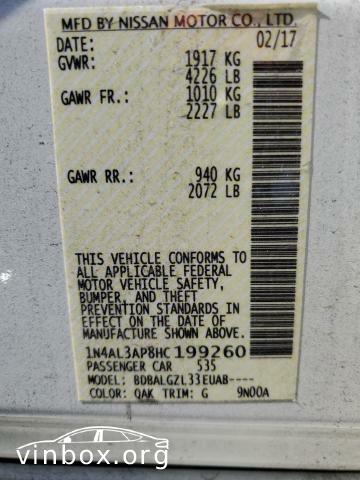 MFD BY NISSAN MOTOR CO., LTD.
DATE: 02/17
GVWR: 1917 KG
4226 LB
GAWR FR.: 1010 KG
2227 LB
GAWR RR.: 940 KG
2072 LB
THIS VEHICLE CONFORMS TO
ALL APPLICABLE FEDERAL
MOTOR VEHICLE SAFETY,
BUMPER, AND THEFT
PREVENTION STANDARDS IN
EFFECT ON THE DATE OF
MANUFACTURE SHOWN ABOVE.
1N4AL3AP8HC199260
PASSENGER CAR 535
MODEL: BDBALGZL33EUAB----
COLOR: QAK TRIM: G 9N00A
vinbox.org